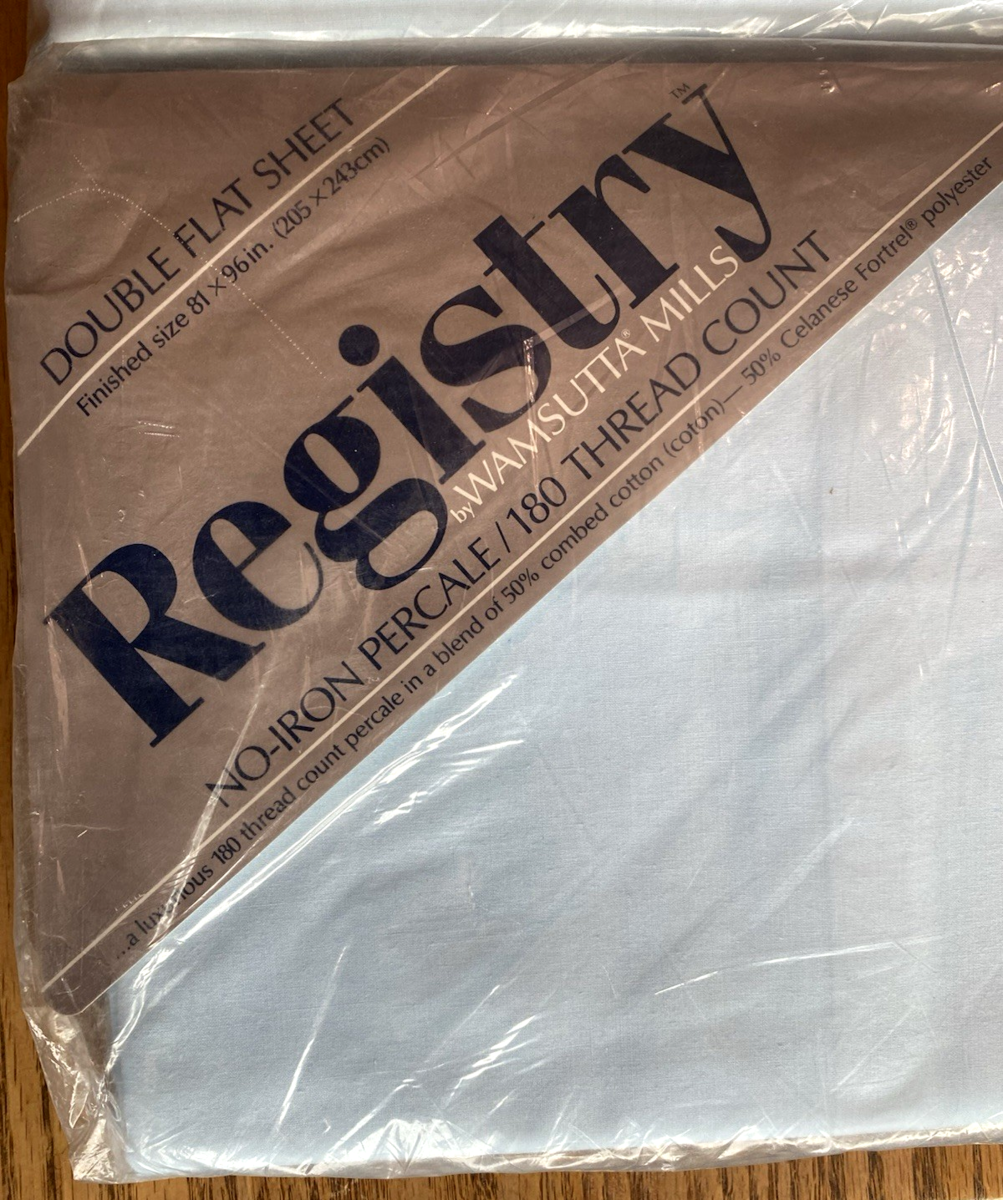 DOUBLE FLAT SHEET
Finished size 81 × 96 in. (205 × 243cm)
Registry™
by WAMSUTTA® MILLS
NO-IRON PERCALE / 180 THREAD COUNT
...a luxurious 180 thread count percale in a blend of 50% combed cotton (coton)—50% Celanese Fortrel® polyester